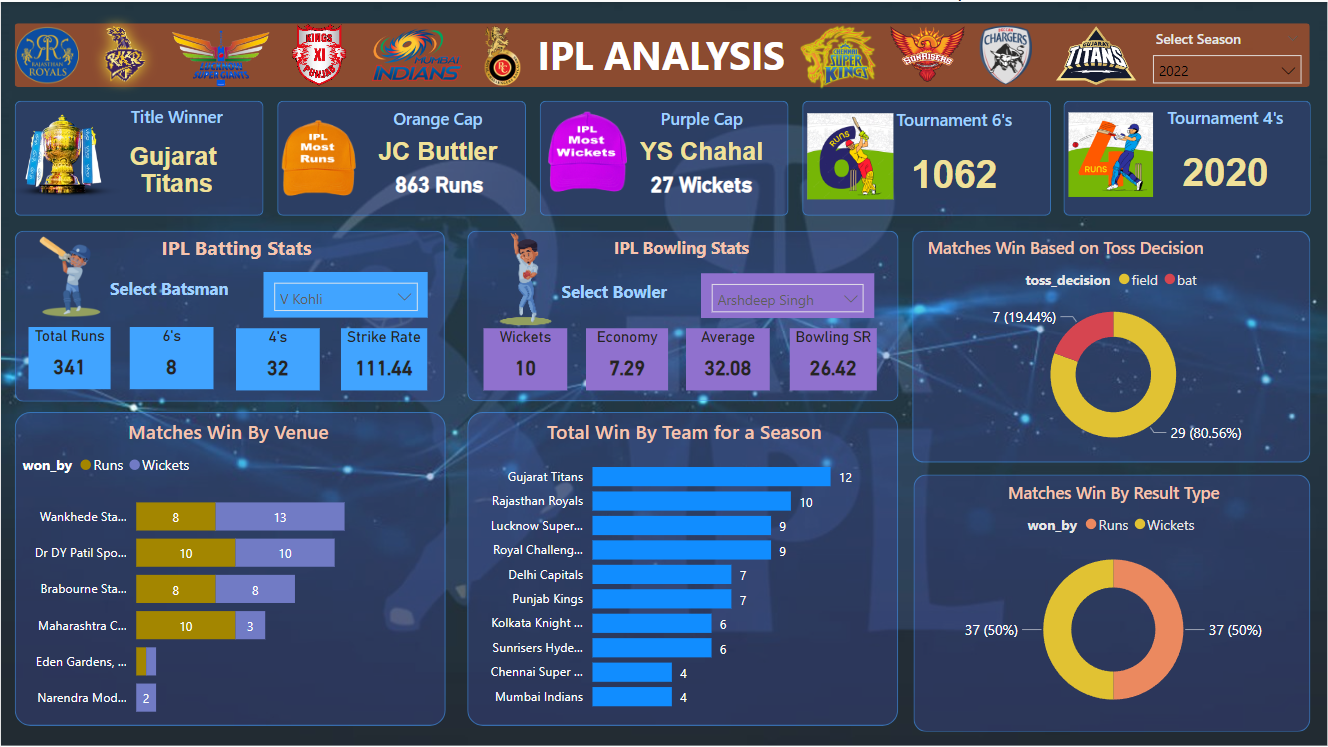 RAJASTHAN
ROYALS
KKR
SUPER GIANTS
KINGS
XI
PUNJAB
MUMBAI
INDIANS
IPL ANALYSIS
CHENNAI
SUPER
KINGS
SUNRISERS
CHARGERS
GUJARAT
TITANS
Select Season
2022
Title Winner
Gujarat
Titans
IPL
Most
Runs
Orange Cap
JC Buttler
863 Runs
IPL
Most
Wickets
Purple Cap
YS Chahal
27 Wickets
RUNS
6
Tournament 6's
1062
4
RUNS
Tournament 4's
2020
IPL Batting Stats
Select Batsman
V Kohli
Total Runs
341
6's
8
4's
32
Strike Rate
111.44
IPL Bowling Stats
Select Bowler
Arshdeep Singh
Wickets
10
Economy
7.29
Average
32.08
Bowling SR
26.42
Matches Win Based on Toss Decision
toss_decision field bat
7 (19.44%)
29 (80.56%)
Matches Win By Venue
won_by Runs Wickets
Wankhede Sta... 8 13
Dr DY Patil Spo... 10 10
Brabourne Sta... 8 8
Maharashtra C... 10 3
Eden Gardens, ...
Narendra Mod... 2
Total Win By Team for a Season
Gujarat Titans 12
Rajasthan Royals 10
Lucknow Super... 9
Royal Challeng... 9
Delhi Capitals 7
Punjab Kings 7
Kolkata Knight ... 6
Sunrisers Hyde... 6
Chennai Super ... 4
Mumbai Indians 4
Matches Win By Result Type
won_by Runs Wickets
37 (50%)
37 (50%)
IPL